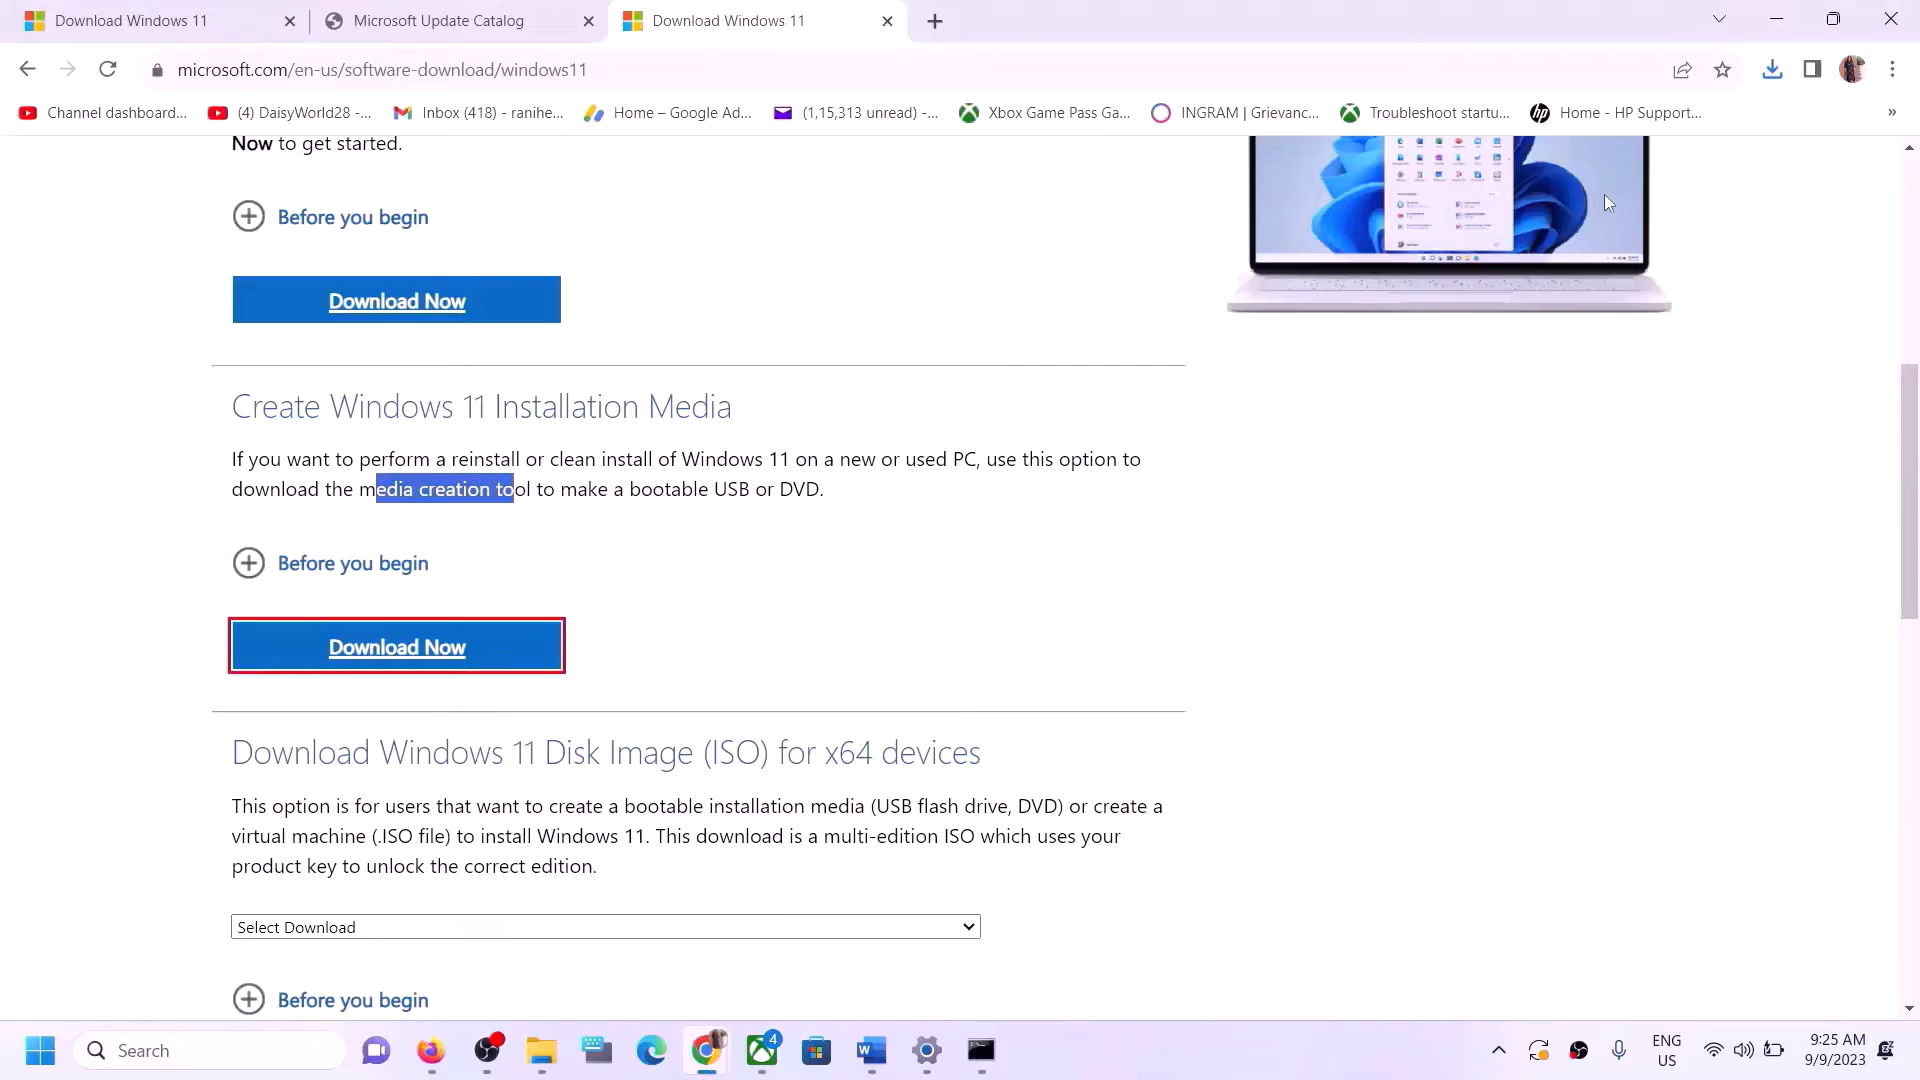 Download Windows 11
Microsoft Update Catalog
Download Windows 11
microsoft.com/en-us/software-download/windows11
Channel dashboard...
(4) DaisyWorld28 -...
Inbox (418) - ranihe...
Home – Google Ad...
(1,15,313 unread) -...
Xbox Game Pass Ga...
INGRAM | Grievanc...
Troubleshoot startu...
Home - HP Support...
»
Now to get started.
Before you begin
Download Now
Create Windows 11 Installation Media
If you want to perform a reinstall or clean install of Windows 11 on a new or used PC, use this option to
download the media creation tool to make a bootable USB or DVD.
Before you begin
Download Now
Download Windows 11 Disk Image (ISO) for x64 devices
This option is for users that want to create a bootable installation media (USB flash drive, DVD) or create a
virtual machine (.ISO file) to install Windows 11. This download is a multi-edition ISO which uses your
product key to unlock the correct edition.
Select Download
Before you begin
Search
4
ENG
US
9:25 AM
9/9/2023